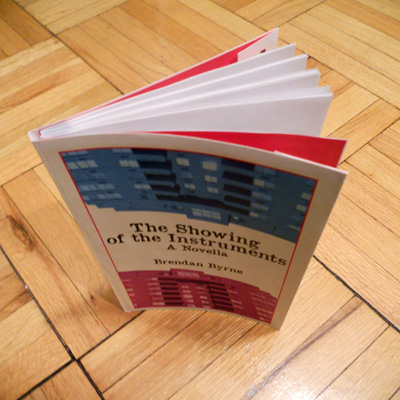 The Showing
of the Instruments
A Novella
Brendan Byrne